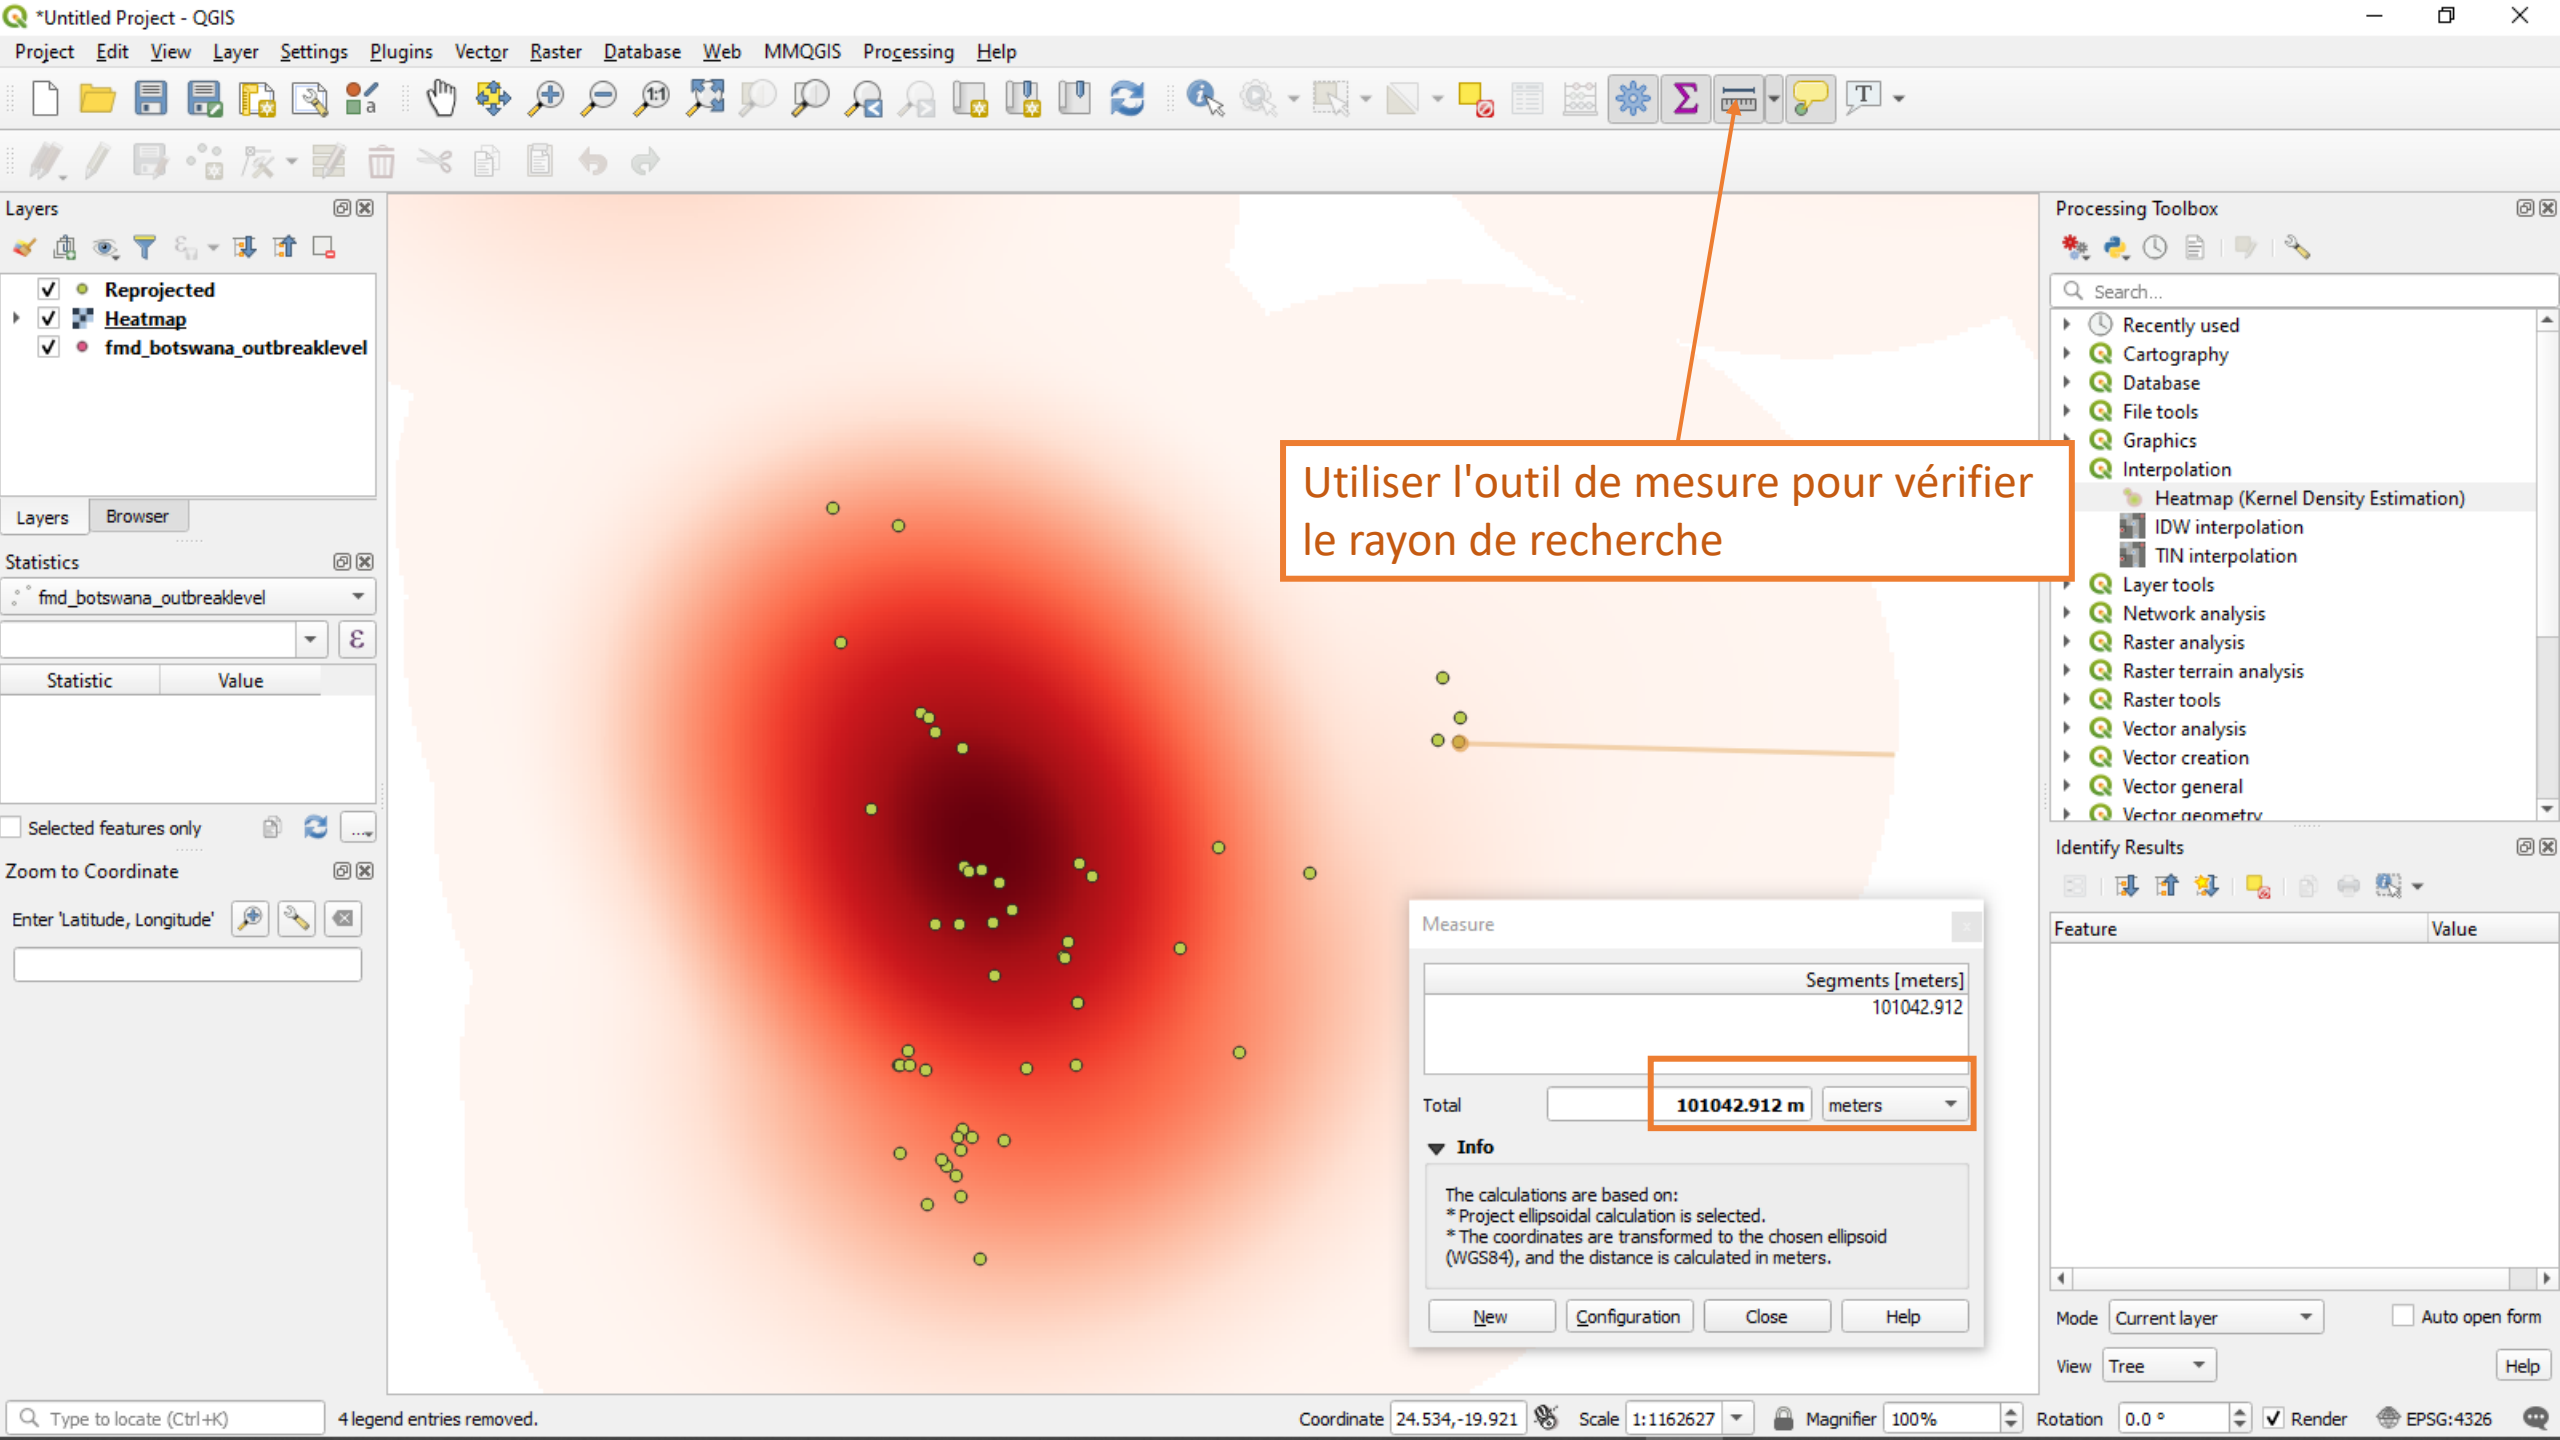 *Untitled Project - QGIS
Project Edit View Layer Settings Plugins Vector Raster Database Web MMQGIS Processing Help
Layers
Reprojected
Heatmap
fmd_botswana_outbreaklevel
Layers Browser
Statistics
fmd_botswana_outbreaklevel
ε
Statistic Value
Selected features only
...
Zoom to Coordinate
Enter 'Latitude, Longitude'
Utiliser l'outil de mesure pour vérifier
le rayon de recherche
Measure
Segments [meters]
101042.912
Total 101042.912 m meters
Info
The calculations are based on:
* Project ellipsoidal calculation is selected.
* The coordinates are transformed to the chosen ellipsoid
(WGS84), and the distance is calculated in meters.
New Configuration Close Help
Processing Toolbox
Search...
Recently used
Cartography
Database
File tools
Graphics
Interpolation
Heatmap (Kernel Density Estimation)
IDW interpolation
TIN interpolation
Layer tools
Network analysis
Raster analysis
Raster terrain analysis
Raster tools
Vector analysis
Vector creation
Vector general
Vector geometry
Identify Results
Feature Value
Mode Current layer Auto open form
View Tree Help
Type to locate (Ctrl+K) 4 legend entries removed. Coordinate 24.534,-19.921 Scale 1:1162627 Magnifier 100% Rotation 0.0 ° Render EPSG:4326